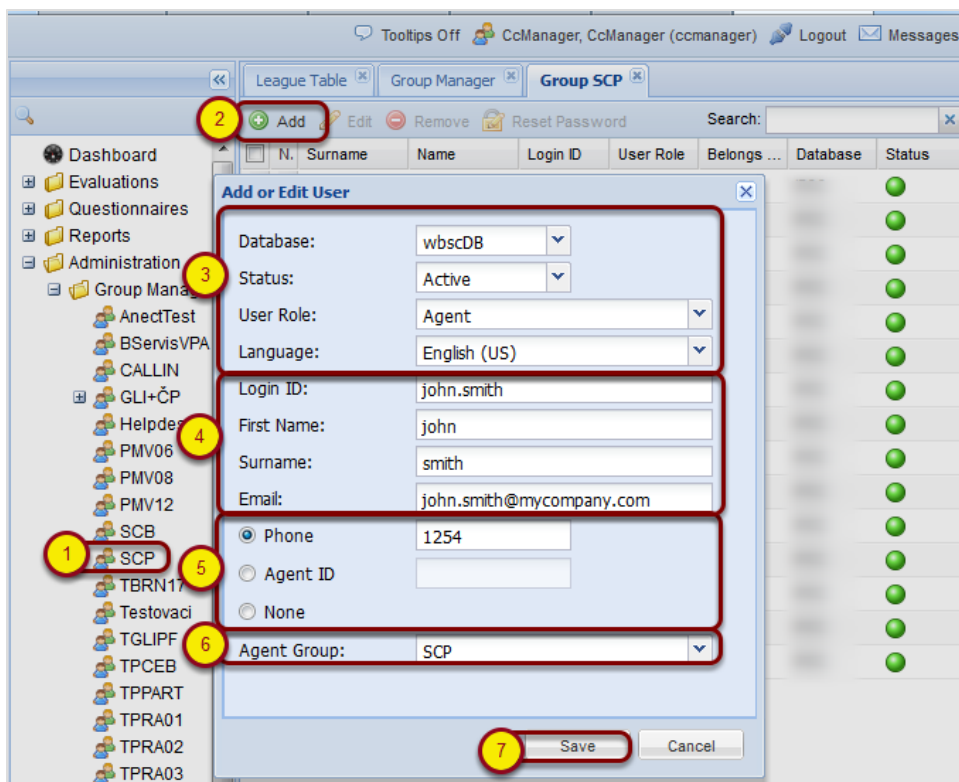 Tooltips Off CcManager, CcManager (ccmanager) Logout Messages
League Table Group Manager Group SCP
2 Add Edit Remove Reset Password Search:
N. Surname Name Login ID User Role Belongs ... Database Status
Dashboard
Evaluations
Questionnaires
Reports
Administration
Group Manag
AnectTest
BServisVPA
CALLIN
GLI+ČP
Helpdes
PMV06
PMV08
PMV12
SCB
1 SCP
TBRN17
Testovaci
TGLIPF
TPCEB
TPPART
TPRA01
TPRA02
TPRA03
Add or Edit User
3
Database: wbscDB
Status: Active
User Role: Agent
Language: English (US)
4
Login ID: john.smith
First Name: john
Surname: smith
Email: john.smith@mycompany.com
5
Phone 1254
Agent ID
None
6 Agent Group: SCP
7 Save Cancel